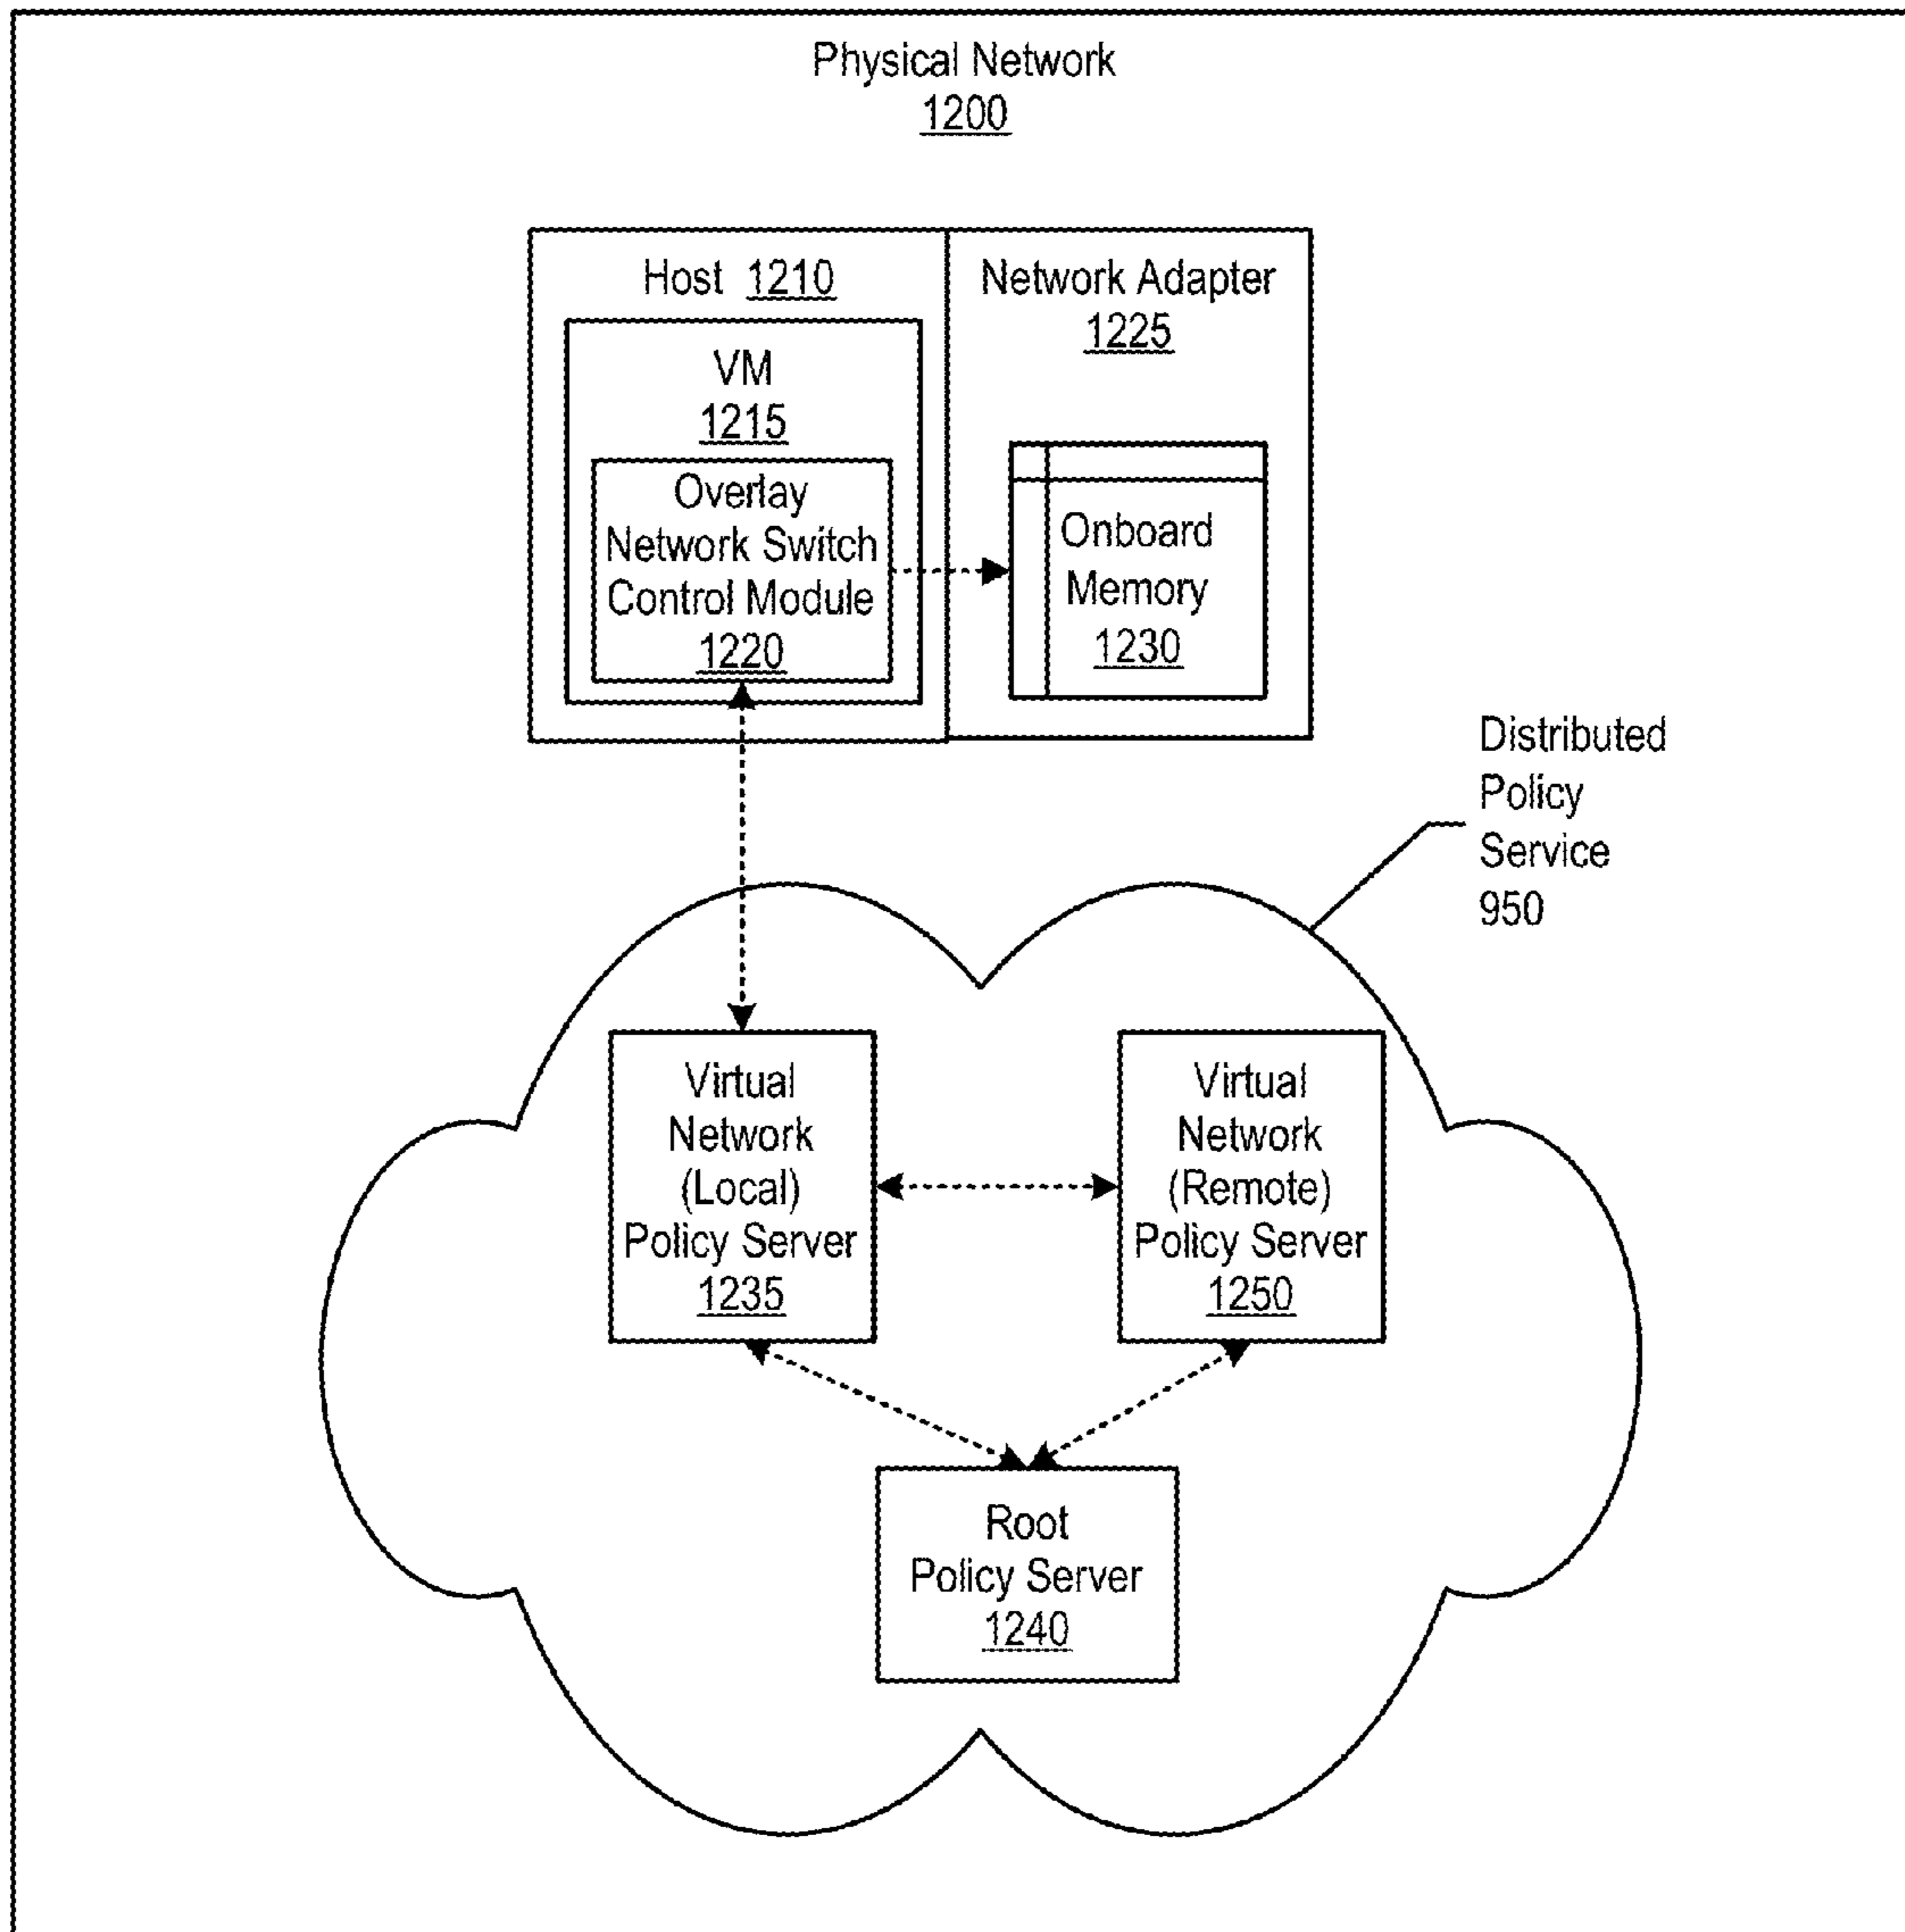 Physical Network
1200
Host 1210
Network Adapter
1225
VM
1215
Overlay
Network Switch
Control Module
1220
Onboard
Memory
1230
Distributed
Policy
Service
950
Virtual
Network
(Local)
Policy Server
1235
Virtual
Network
(Remote)
Policy Server
1250
Root
Policy Server
1240